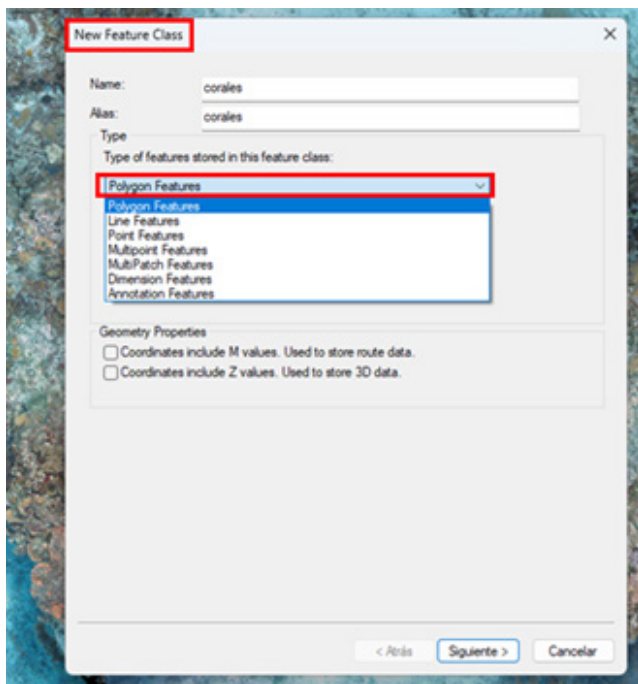 New Feature Class
Name:
corales
Alias:
corales
Type
Type of features stored in this feature class:
Polygon Features
Polygon Features
Line Features
Point Features
Multipoint Features
MultiPatch Features
Dimension Features
Annotation Features
Geometry Properties
Coordinates include M values. Used to store route data.
Coordinates include Z values. Used to store 3D data.
< Atrás
Siguiente >
Cancelar